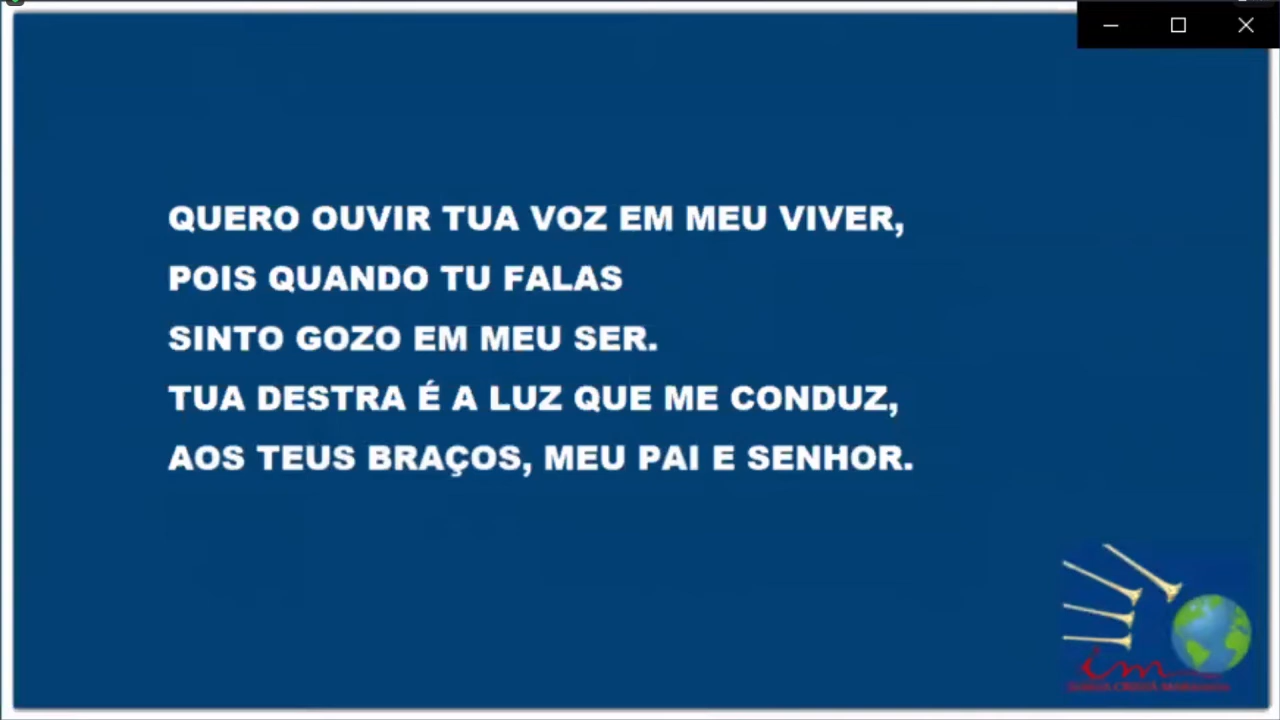 QUERO OUVIR TUA VOZ EM MEU VIVER,
POIS QUANDO TU FALAS
SINTO GOZO EM MEU SER.
TUA DESTRA É A LUZ QUE ME CONDUZ,
AOS TEUS BRAÇOS, MEU PAI E SENHOR.
im